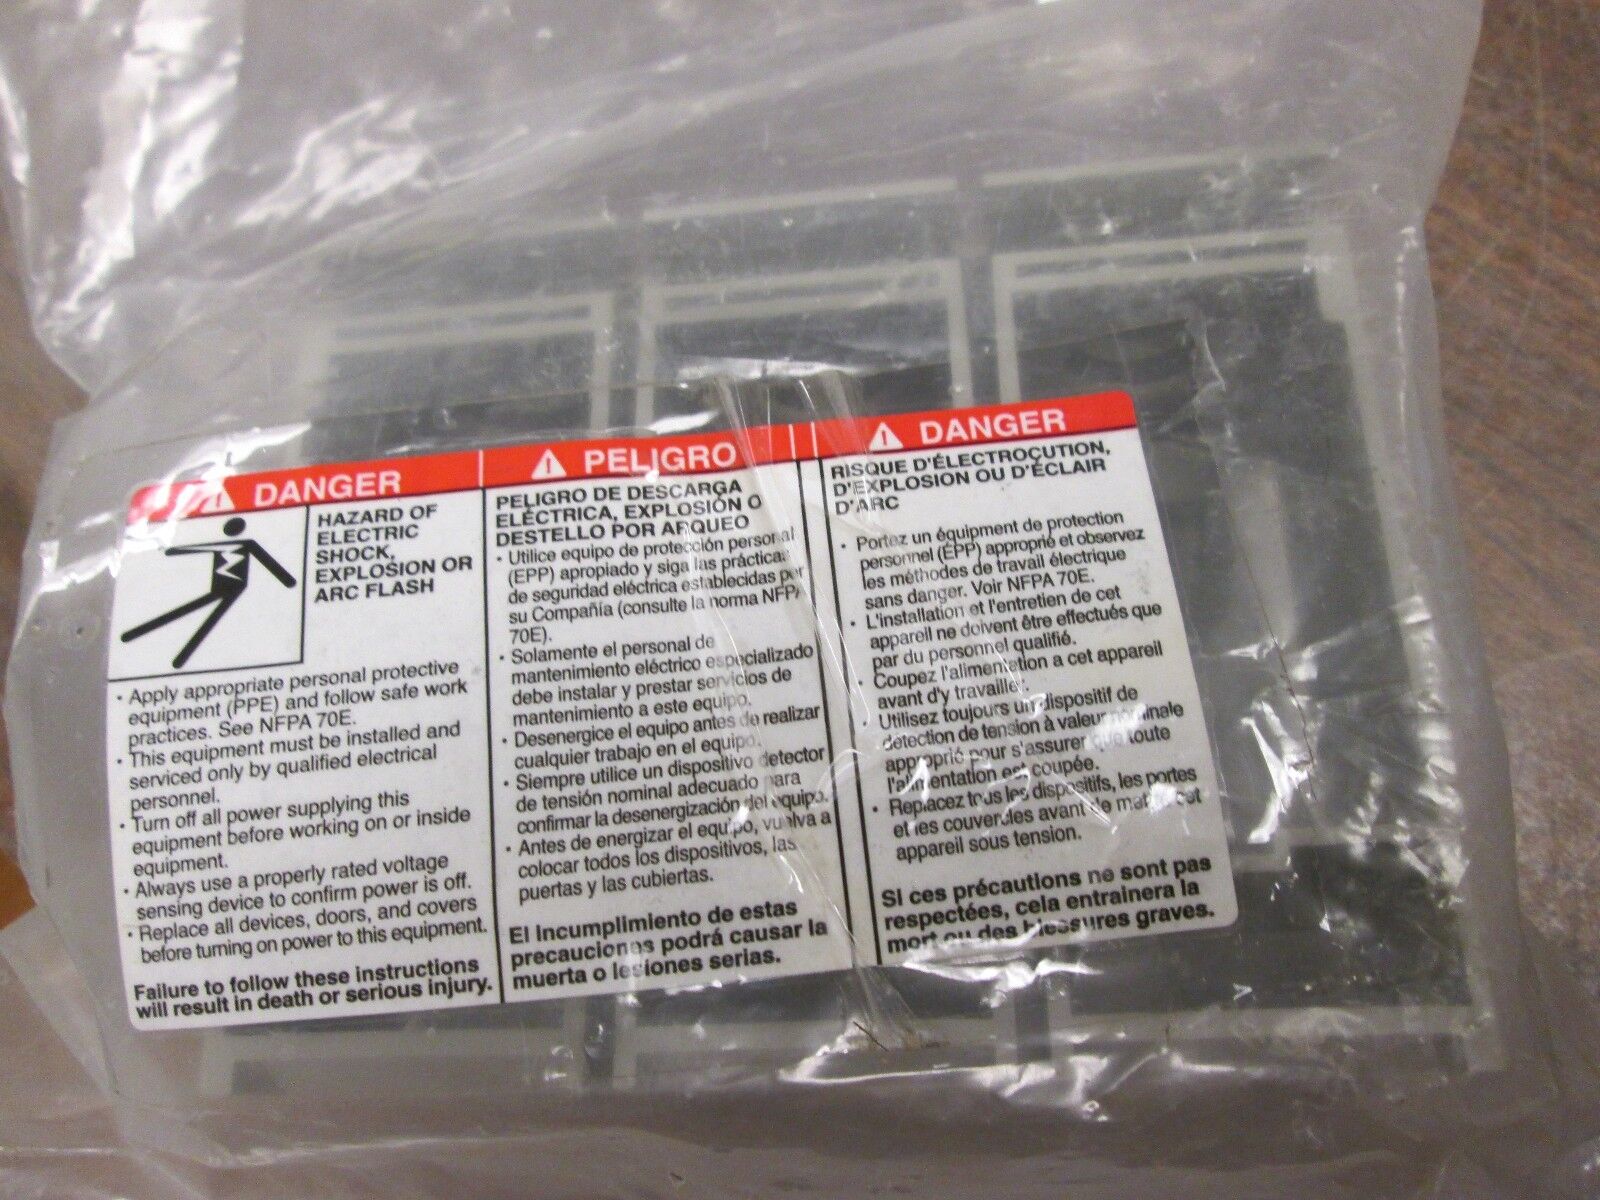 DANGER
HAZARD OF
ELECTRIC
SHOCK,
EXPLOSION OR
ARC FLASH
• Apply appropriate personal protective
equipment (PPE) and follow safe work
practices. See NFPA 70E.
• This equipment must be installed and
serviced only by qualified electrical
personnel.
• Turn off all power supplying this
equipment before working on or inside
equipment.
• Always use a properly rated voltage
sensing device to confirm power is off.
• Replace all devices, doors, and covers
before turning on power to this equipment.
Failure to follow these instructions
will result in death or serious injury.
PELIGRO
PELIGRO DE DESCARGA
ELÉCTRICA, EXPLOSIÓN O
DESTELLO POR ARQUEO
• Utilice equipo de protección personal
(EPP) apropiado y siga las prácticas
de seguridad eléctrica establecidas por
su Compañia (consulte la norma NFPA
70E).
• Solamente el personal de
mantenimiento eléctrico especializado
debe instalar y prestar servicios de
mantenimiento a este equipo.
• Desenergice el equipo antes de realizar
cualquier trabajo en el equipo.
• Siempre utilice un dispositivo detector
de tensión nominal adecuado para
confirmar la desenergización del equipo.
• Antes de energizar el equipo, vuelva a
colocar todos los dispositivos, las
puertas y las cubiertas.
El Incumplimiento de estas
precauciones podrá causar la
muerta o lesiones serias.
DANGER
RISQUE D'ÉLECTROCUTION,
D'EXPLOSION OU D'ÉCLAIR
D'ARC
• Portez un équipment de protection
personnel (EPP) approprié et observez
les méthodes de travail électrique
sans danger. Voir NFPA 70E.
• L'installation et l'entretien de cet
appareil ne doivent être effectués que
par du personnel qualifié.
• Coupez l'alimentation a cet appareil
avant d'y travailler.
• Utilisez toujours un dispositif de
détection de tension à valeur nominale
approprié pour s'assurer que toute
l'alimentation est coupée.
• Replacez tous les dispositifs, les portes
et les couvercles avant de mettre cet
appareil sous tension.
Si ces précautions ne sont pas
respectées, cela entrainera la
mort ou des blessures graves.